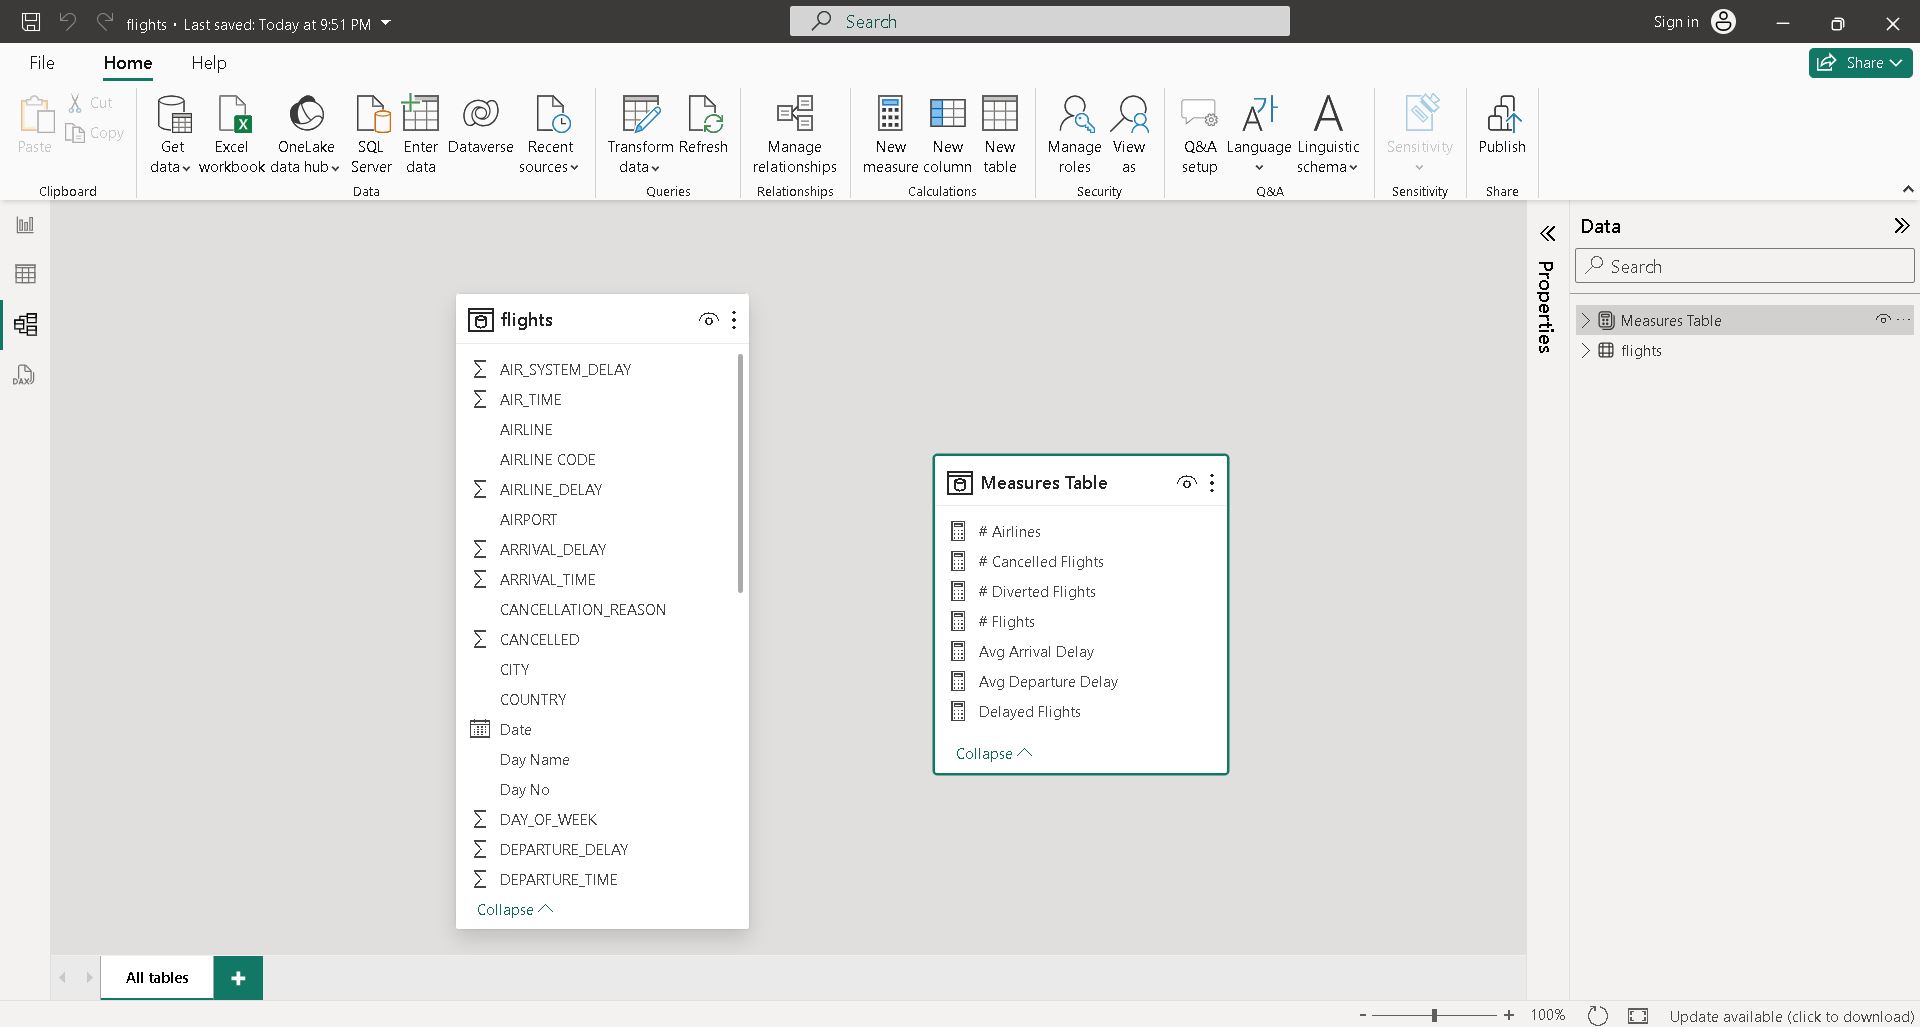 flights • Last saved: Today at 9:51 PM
Search
Sign in
File
Home
Help
Share
Paste
Cut
Copy
Clipboard
Get data
Excel workbook
OneLake data hub
SQL Server
Enter data
Dataverse
Recent sources
Data
Transform data
Refresh
Queries
Manage relationships
Relationships
New measure
New column
New table
Calculations
Manage roles
View as
Security
Q&A setup
Language
Linguistic schema
Q&A
Sensitivity
Sensitivity
Publish
Share
DAX
flights
AIR_SYSTEM_DELAY
AIR_TIME
AIRLINE
AIRLINE CODE
AIRLINE_DELAY
AIRPORT
ARRIVAL_DELAY
ARRIVAL_TIME
CANCELLATION_REASON
CANCELLED
CITY
COUNTRY
Date
Day Name
Day No
DAY_OF_WEEK
DEPARTURE_DELAY
DEPARTURE_TIME
Collapse
Measures Table
# Airlines
# Cancelled Flights
# Diverted Flights
# Flights
Avg Arrival Delay
Avg Departure Delay
Delayed Flights
Collapse
Properties
Data
Search
Measures Table
flights
All tables
100%
Update available (click to download)